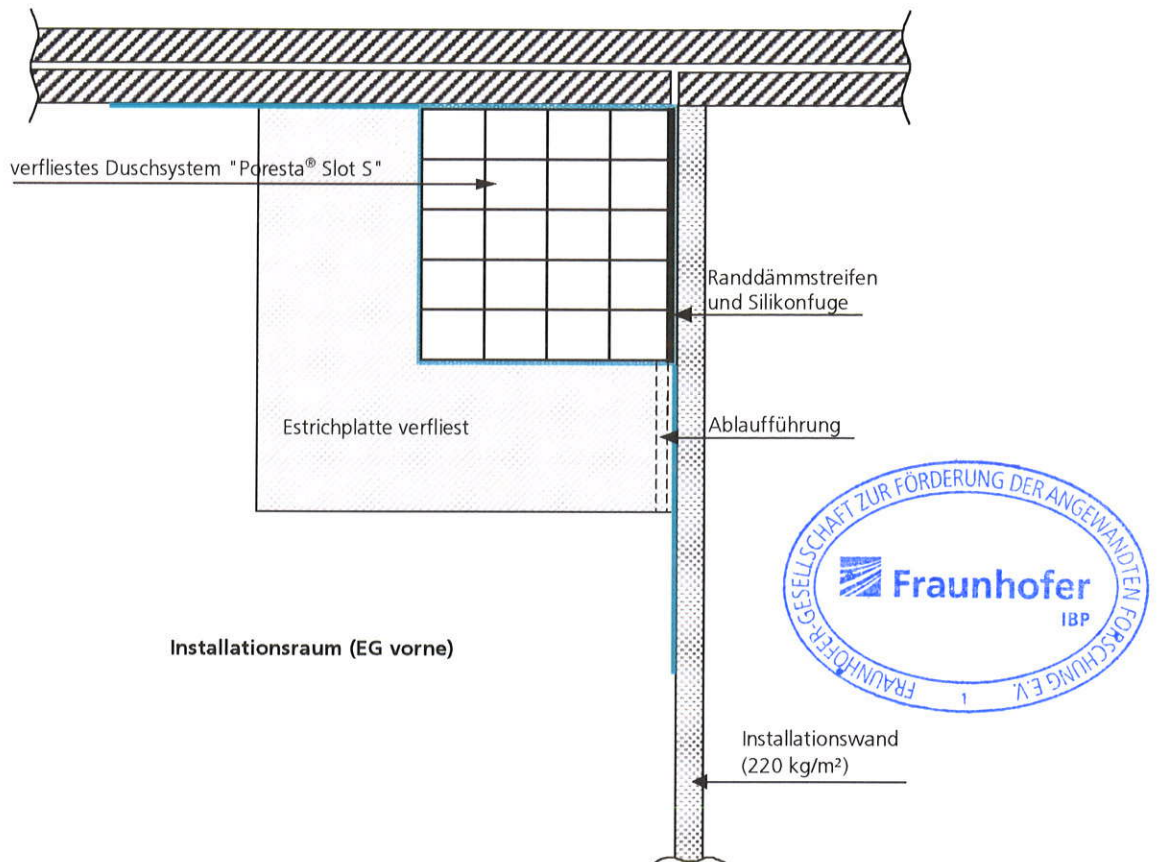 verfliestes Duschsystem "Poresta® Slot S"
Randdämmstreifen
und Silikonfuge
Estrichplatte verfliest
Ablaufführung
FRAUNHOFER-GESELLSCHAFT ZUR FÖRDERUNG DER ANGEWANDTEN FORSCHUNG E.V.
Fraunhofer
IBP
1
Installationsraum (EG vorne)
Installationswand
(220 kg/m²)